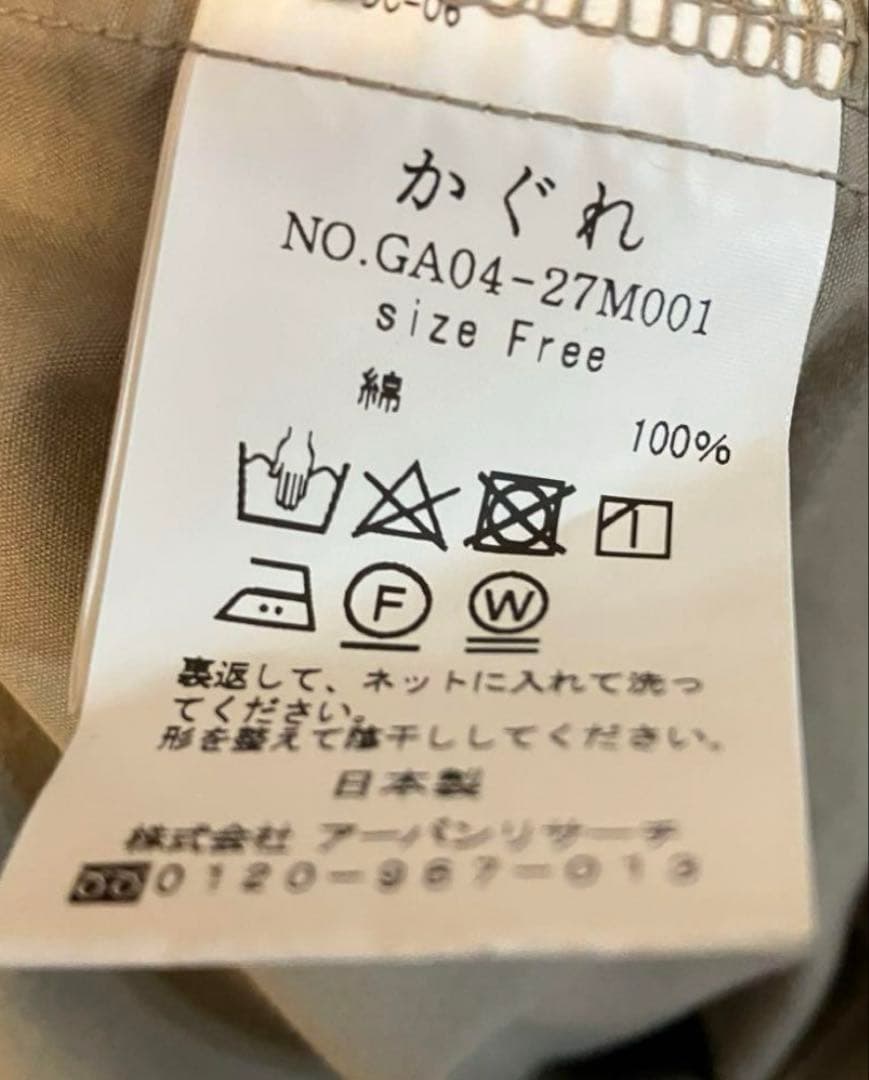 かぐれ
NO.GA04-27M001
size Free
綿
100%
F W
裏返して、ネットに入れて洗っ
てください。
形を整えて陰干ししてください。
日本製
株式会社 アーバンリサーチ
0120-967-013